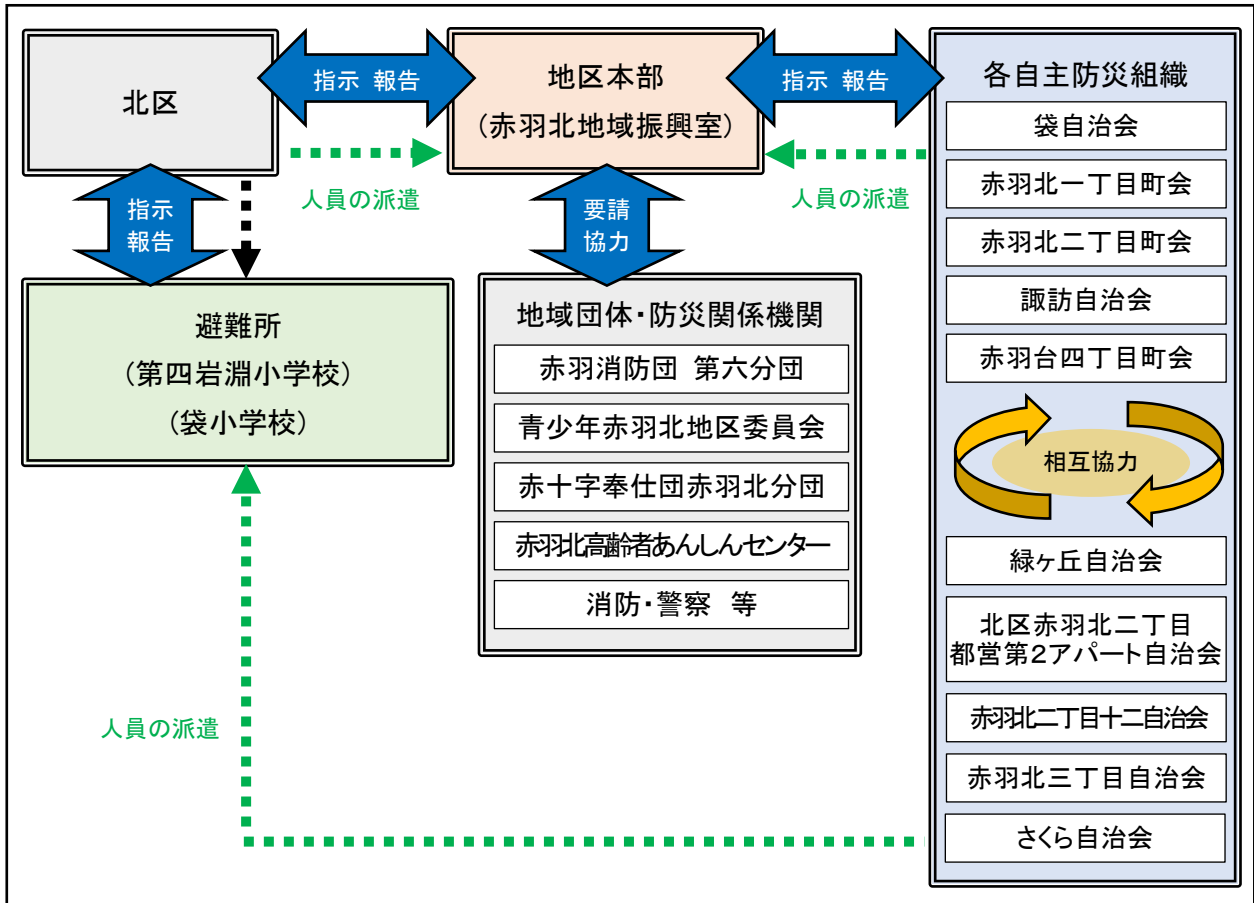 北区
指示 報告
地区本部
(赤羽北地域振興室)
指示 報告
人員の派遣
人員の派遣
指示
報告
要請
協力
避難所
(第四岩淵小学校)
(袋小学校)
地域団体・防災関係機関
赤羽消防団 第六分団
青少年赤羽北地区委員会
赤十字奉仕団赤羽北分団
赤羽北高齢者あんしんセンター
消防・警察 等
各自主防災組織
袋自治会
赤羽北一丁目町会
赤羽北二丁目町会
諏訪自治会
赤羽台四丁目町会
相互協力
緑ヶ丘自治会
北区赤羽北二丁目
都営第2アパート自治会
赤羽北二丁目十二自治会
赤羽北三丁目自治会
さくら自治会
人員の派遣